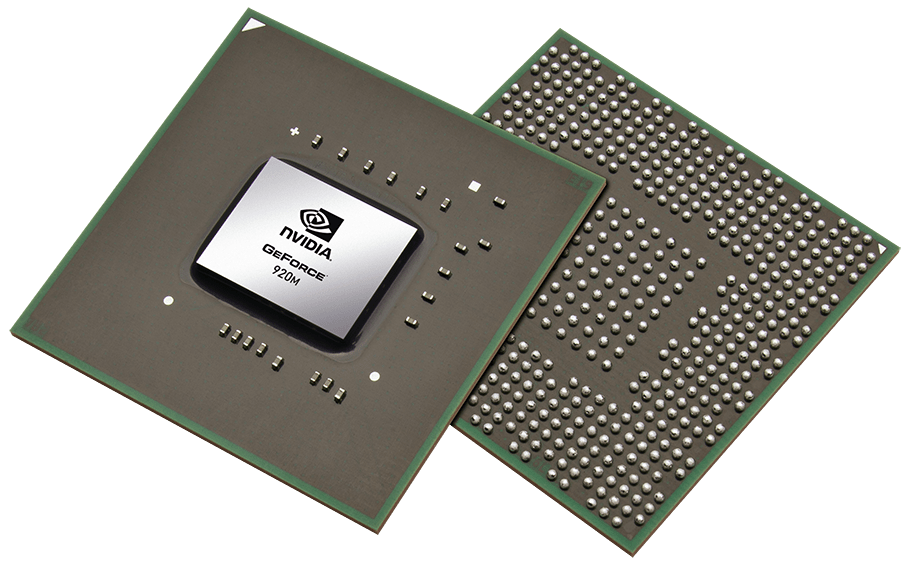 NVIDIA.
GEFORCE
920M